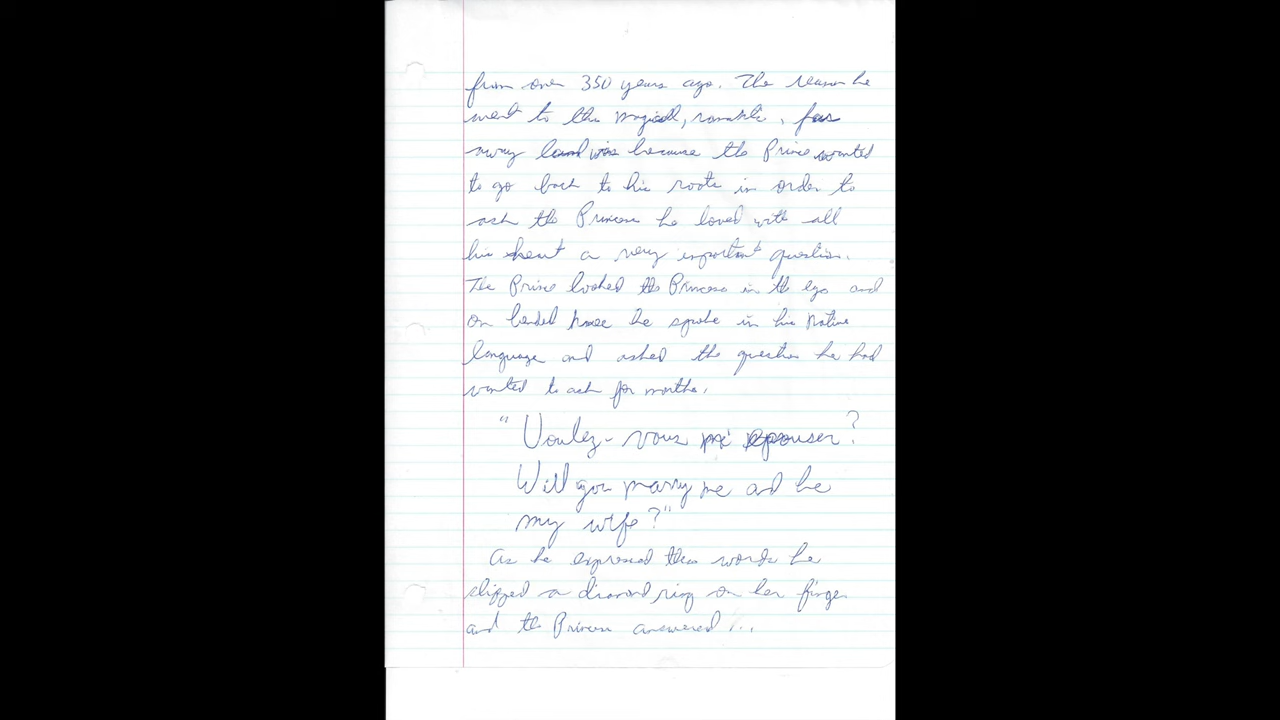 from over 350 years ago. The reason he
went to this magical, romantic, far
away land was because the Prince wanted
to go back to his roots in order to
ask the Princess he loved with all
his heart a very important question.
The Prince looked the Princess in the eye and
on bended knee he spoke in his native
language and asked the question he had
wanted to ask for months.
"Voulez-vous me epouser?
Will you marry me and be
my wife?"
As he expressed these words he
slipped a diamond ring on her finger
and the Princess answered...